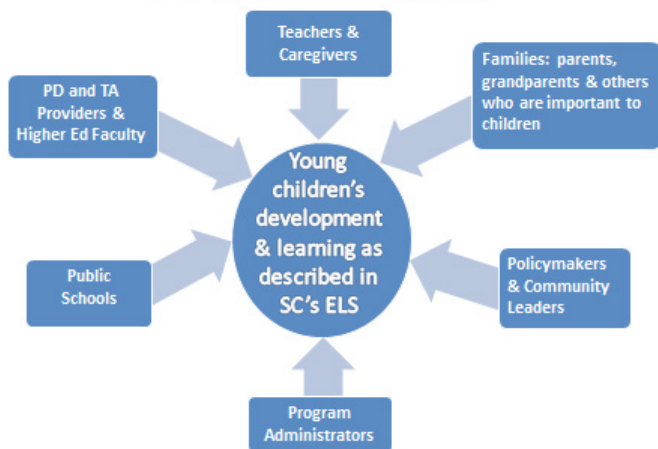 Teachers &
Caregivers
Families: parents,
grandparents & others
who are important to
children
PD and TA
Providers &
Higher Ed Faculty
Young
children's
development
& learning as
described in
SC's ELS
Public
Schools
Policymakers
& Community
Leaders
Program
Administrators